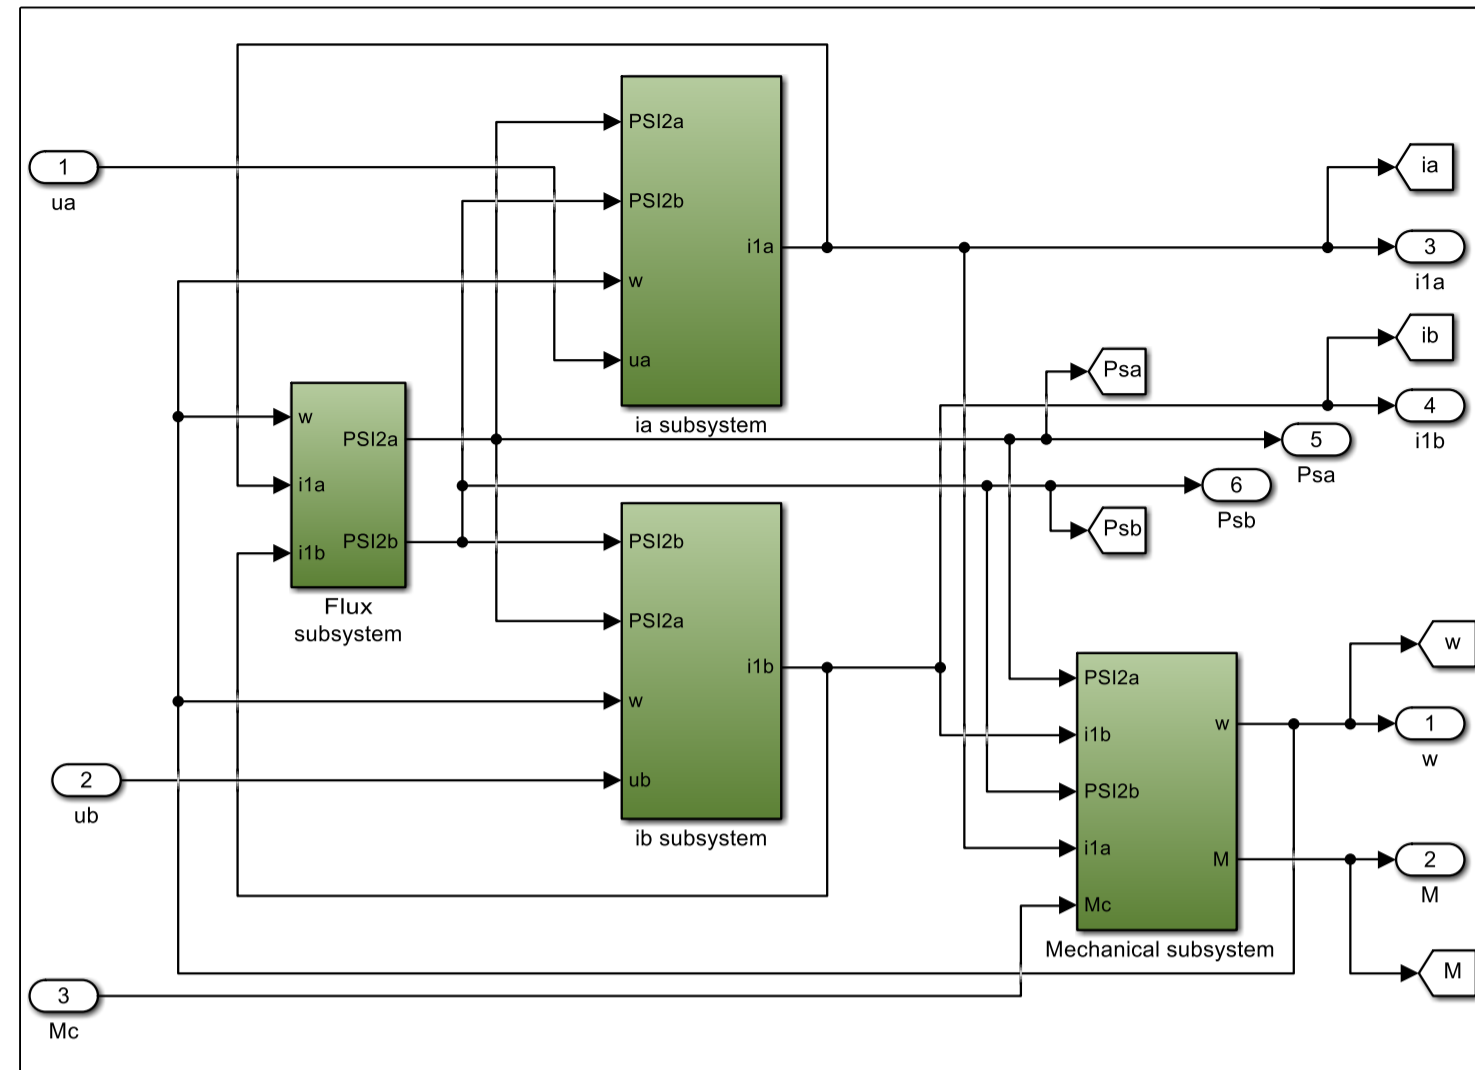 PSI2a
1
ua
PSI2b
i1a
w
ua
ia subsystem
ia
3
i1a
ib
4
i1b
Psa
5
Psa
6
Psb
Psb
w
PSI2a
i1a
PSI2b
i1b
Flux
subsystem
PSI2b
PSI2a
i1b
w
ub
ib subsystem
2
ub
PSI2a
w
i1b
PSI2b
i1a
M
Mc
Mechanical subsystem
w
1
w
2
M
M
3
Mc